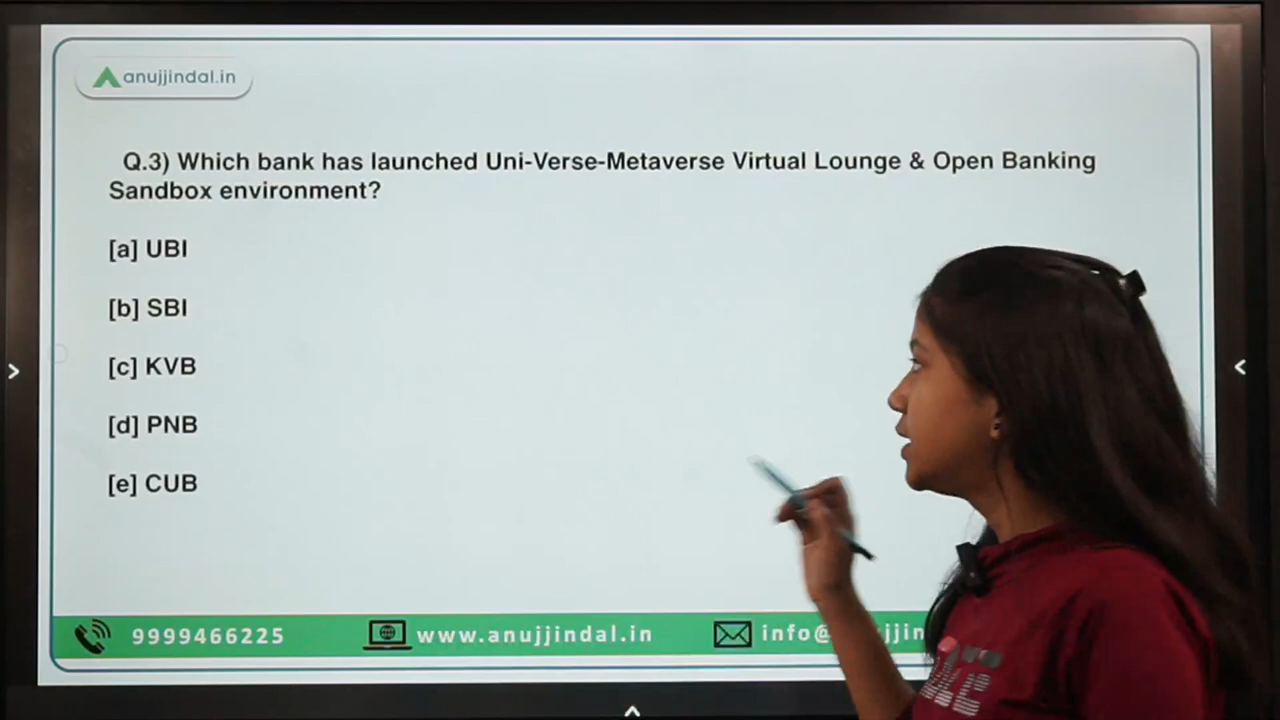 anujjindal.in
Q.3) Which bank has launched Uni-Verse-Metaverse Virtual Lounge & Open Banking
Sandbox environment?
[a] UBI
[b] SBI
[c] KVB
[d] PNB
[e] CUB
9999466225 www.anujjindal.in